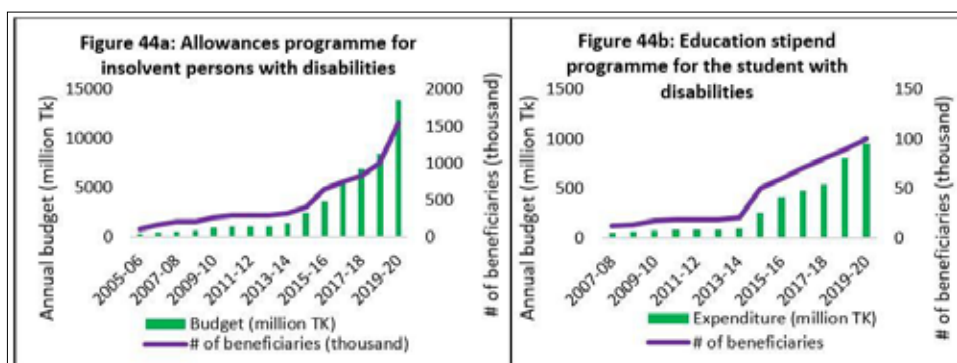 Figure 44a: Allowances programme for
insolvent persons with disabilities
Annual budget (million Tk)
15000
10000
5000
0
2000
1500
1000
500
0
# of beneficiaries (thousand)
2005-06
2007-08
2009-10
2011-12
2013-14
2015-16
2017-18
2019-20
Budget (million TK)
# of beneficiaries (thousand)
Figure 44b: Education stipend
programme for the student with
disabilities
Annual budget (million Tk)
1500
1000
500
0
150
100
50
0
# of beneficiaries (thousand)
2007-08
2009-10
2011-12
2013-14
2015-16
2017-18
2019-20
Expenditure (million TK)
# of beneficiaries